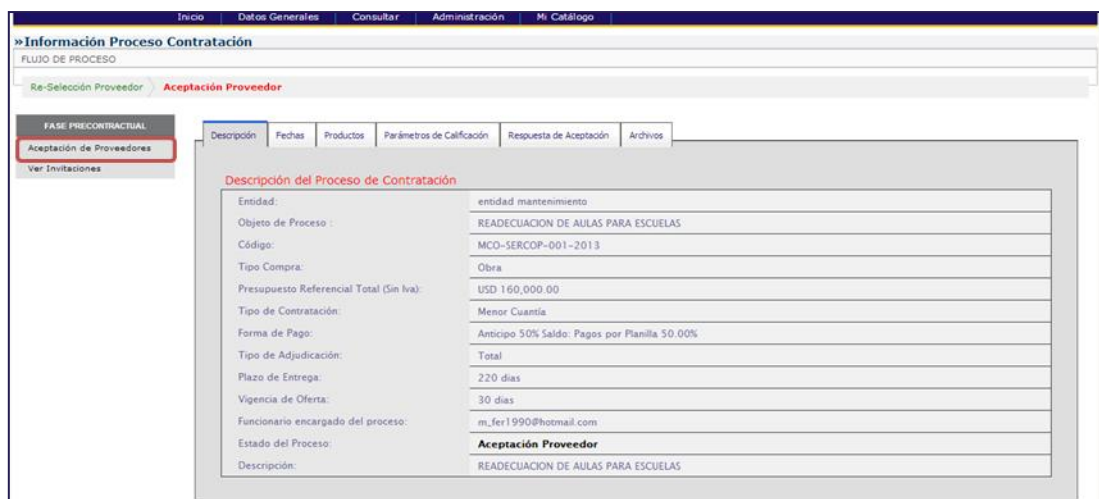 Inicio Datos Generales Consultar Administración Mi Catálogo
»Información Proceso Contratación
FLUJO DE PROCESO
Re-Selección Proveedor Aceptación Proveedor
FASE PRECONTRACTUAL
Aceptación de Proveedores
Ver Invitaciones
Descripción Fechas Productos Parámetros de Calificación Respuesta de Aceptación Archivos
Descripción del Proceso de Contratación
Entidad: entidad mantenimiento
Objeto de Proceso : READECUACION DE AULAS PARA ESCUELAS
Código: MCO-SERCOP-001-2013
Tipo Compra: Obra
Presupuesto Referencial Total (Sin Iva): USD 160,000.00
Tipo de Contratación: Menor Cuantía
Forma de Pago: Anticipo 50% Saldo: Pagos por Planilla 50.00%
Tipo de Adjudicación: Total
Plazo de Entrega: 220 dias
Vigencia de Oferta: 30 dias
Funcionario encargado del proceso: m_fer1990@hotmail.com
Estado del Proceso: Aceptación Proveedor
Descripción: READECUACION DE AULAS PARA ESCUELAS